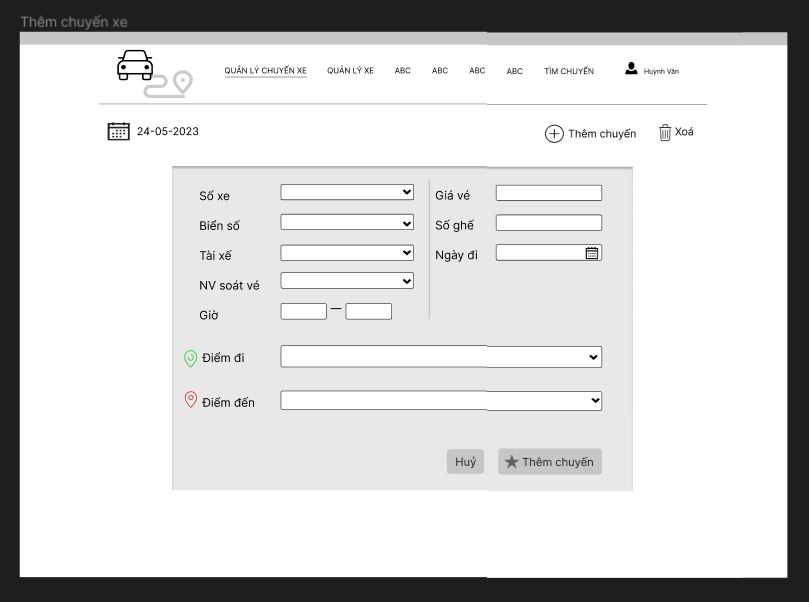 Thêm chuyến xe
QUẢN LÝ CHUYẾN XE QUẢN LÝ XE ABC ABC ABC ABC TÌM CHUYẾN Huỳnh Vân
24-05-2023 Thêm chuyến Xoá
Số xe Giá vé
Biển số Số ghế
Tài xế Ngày đi
NV soát vé
Giờ —
Điểm đi
Điểm đến
Huỷ Thêm chuyến